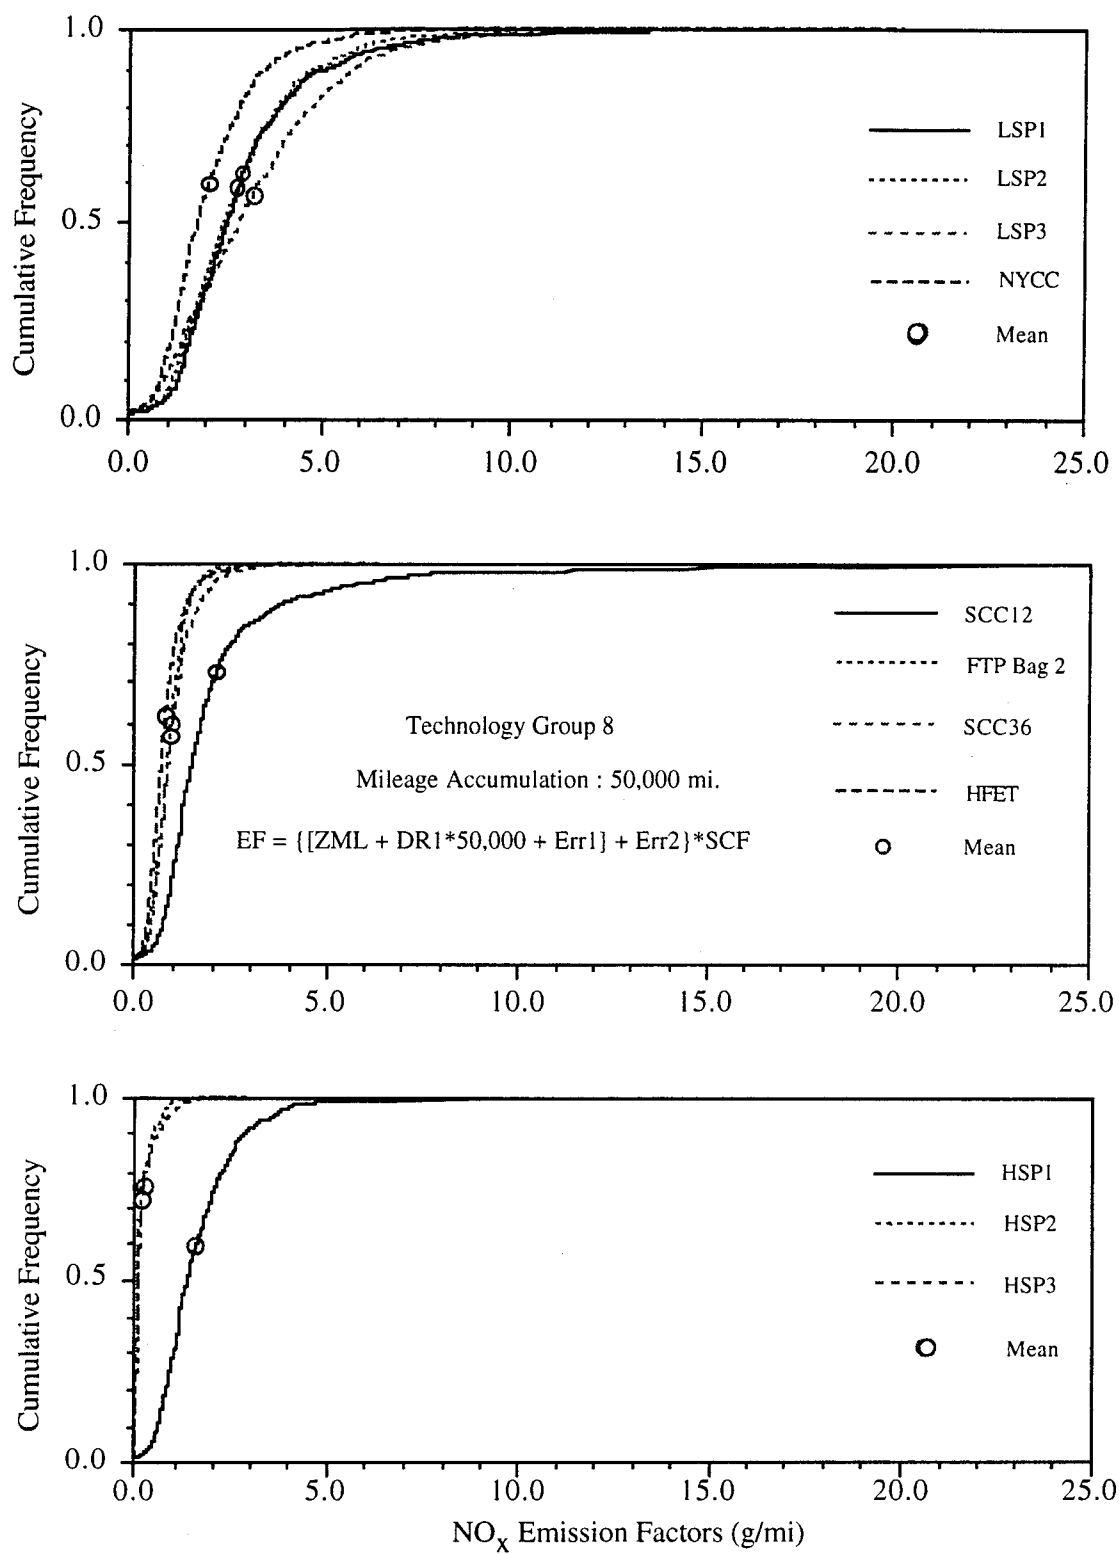 1.0
Cumulative Frequency
0.5
0.0
LSP1
LSP2
LSP3
NYCC
Mean
0.0 5.0 10.0 15.0 20.0 25.0
1.0
Cumulative Frequency
0.5
0.0
SCC12
FTP Bag 2
SCC36
HFET
Mean
Technology Group 8
Mileage Accumulation : 50,000 mi.
EF = {[ZML + DR1*50,000 + Err1] + Err2}*SCF
0.0 5.0 10.0 15.0 20.0 25.0
1.0
Cumulative Frequency
0.5
0.0
HSP1
HSP2
HSP3
Mean
0.0 5.0 10.0 15.0 20.0 25.0
NOX Emission Factors (g/mi)